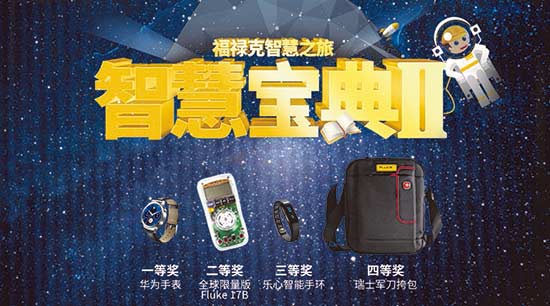 福禄克智慧之旅
智慧宝典II
一等奖
华为手表
二等奖
全球限量版
Fluke 17B
三等奖
乐心智能手环
四等奖
瑞士军刀挎包
FLUKE